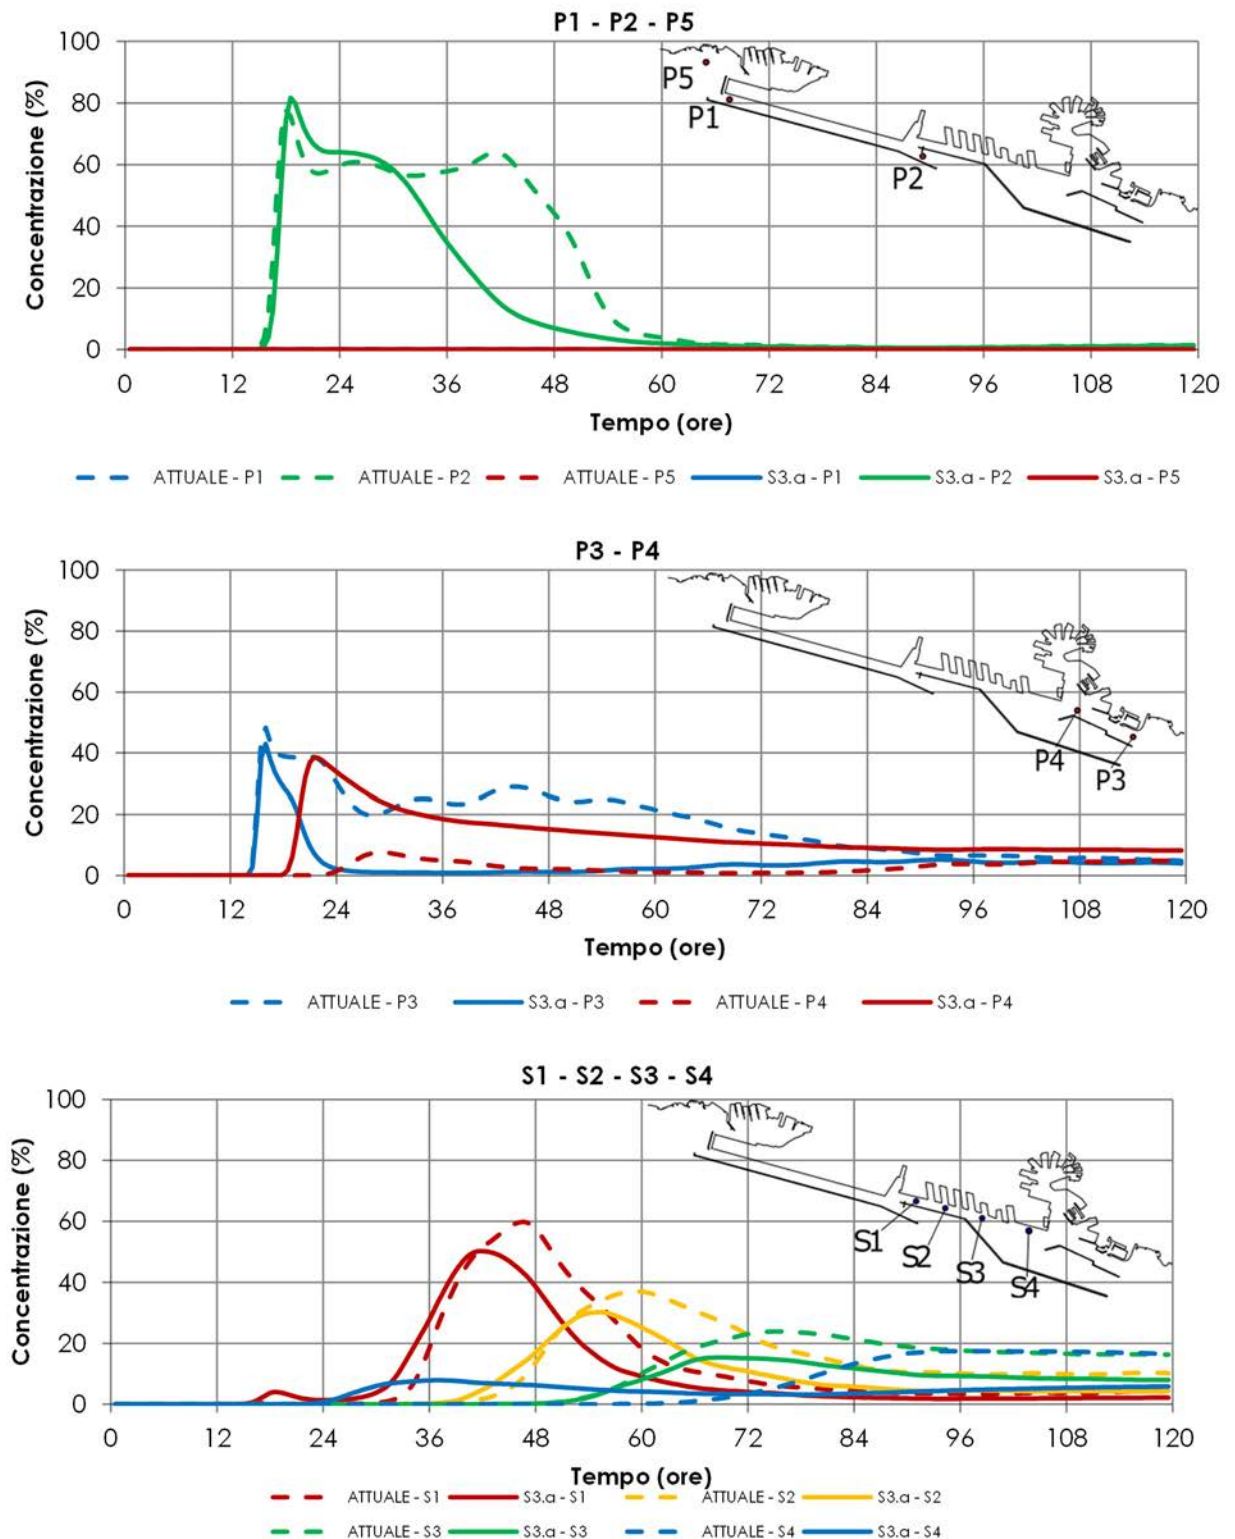 P1 - P2 - P5
Concentrazione (%)
100
80
60
40
20
0
P5
P1
P2
0 12 24 36 48 60 72 84 96 108 120
Tempo (ore)
ATTUALE - P1 ATTUALE - P2 ATTUALE - P5 S3.a - P1 S3.a - P2 S3.a - P5
P3 - P4
Concentrazione (%)
100
80
60
40
20
0
P4
P3
0 12 24 36 48 60 72 84 96 108 120
Tempo (ore)
ATTUALE - P3 S3.a - P3 ATTUALE - P4 S3.a - P4
S1 - S2 - S3 - S4
Concentrazione (%)
100
80
60
40
20
0
S1
S2
S3
S4
0 12 24 36 48 60 72 84 96 108 120
Tempo (ore)
ATTUALE - S1 S3.a - S1 ATTUALE - S2 S3.a - S2
ATTUALE - S3 S3.a - S3 ATTUALE - S4 S3.a - S4